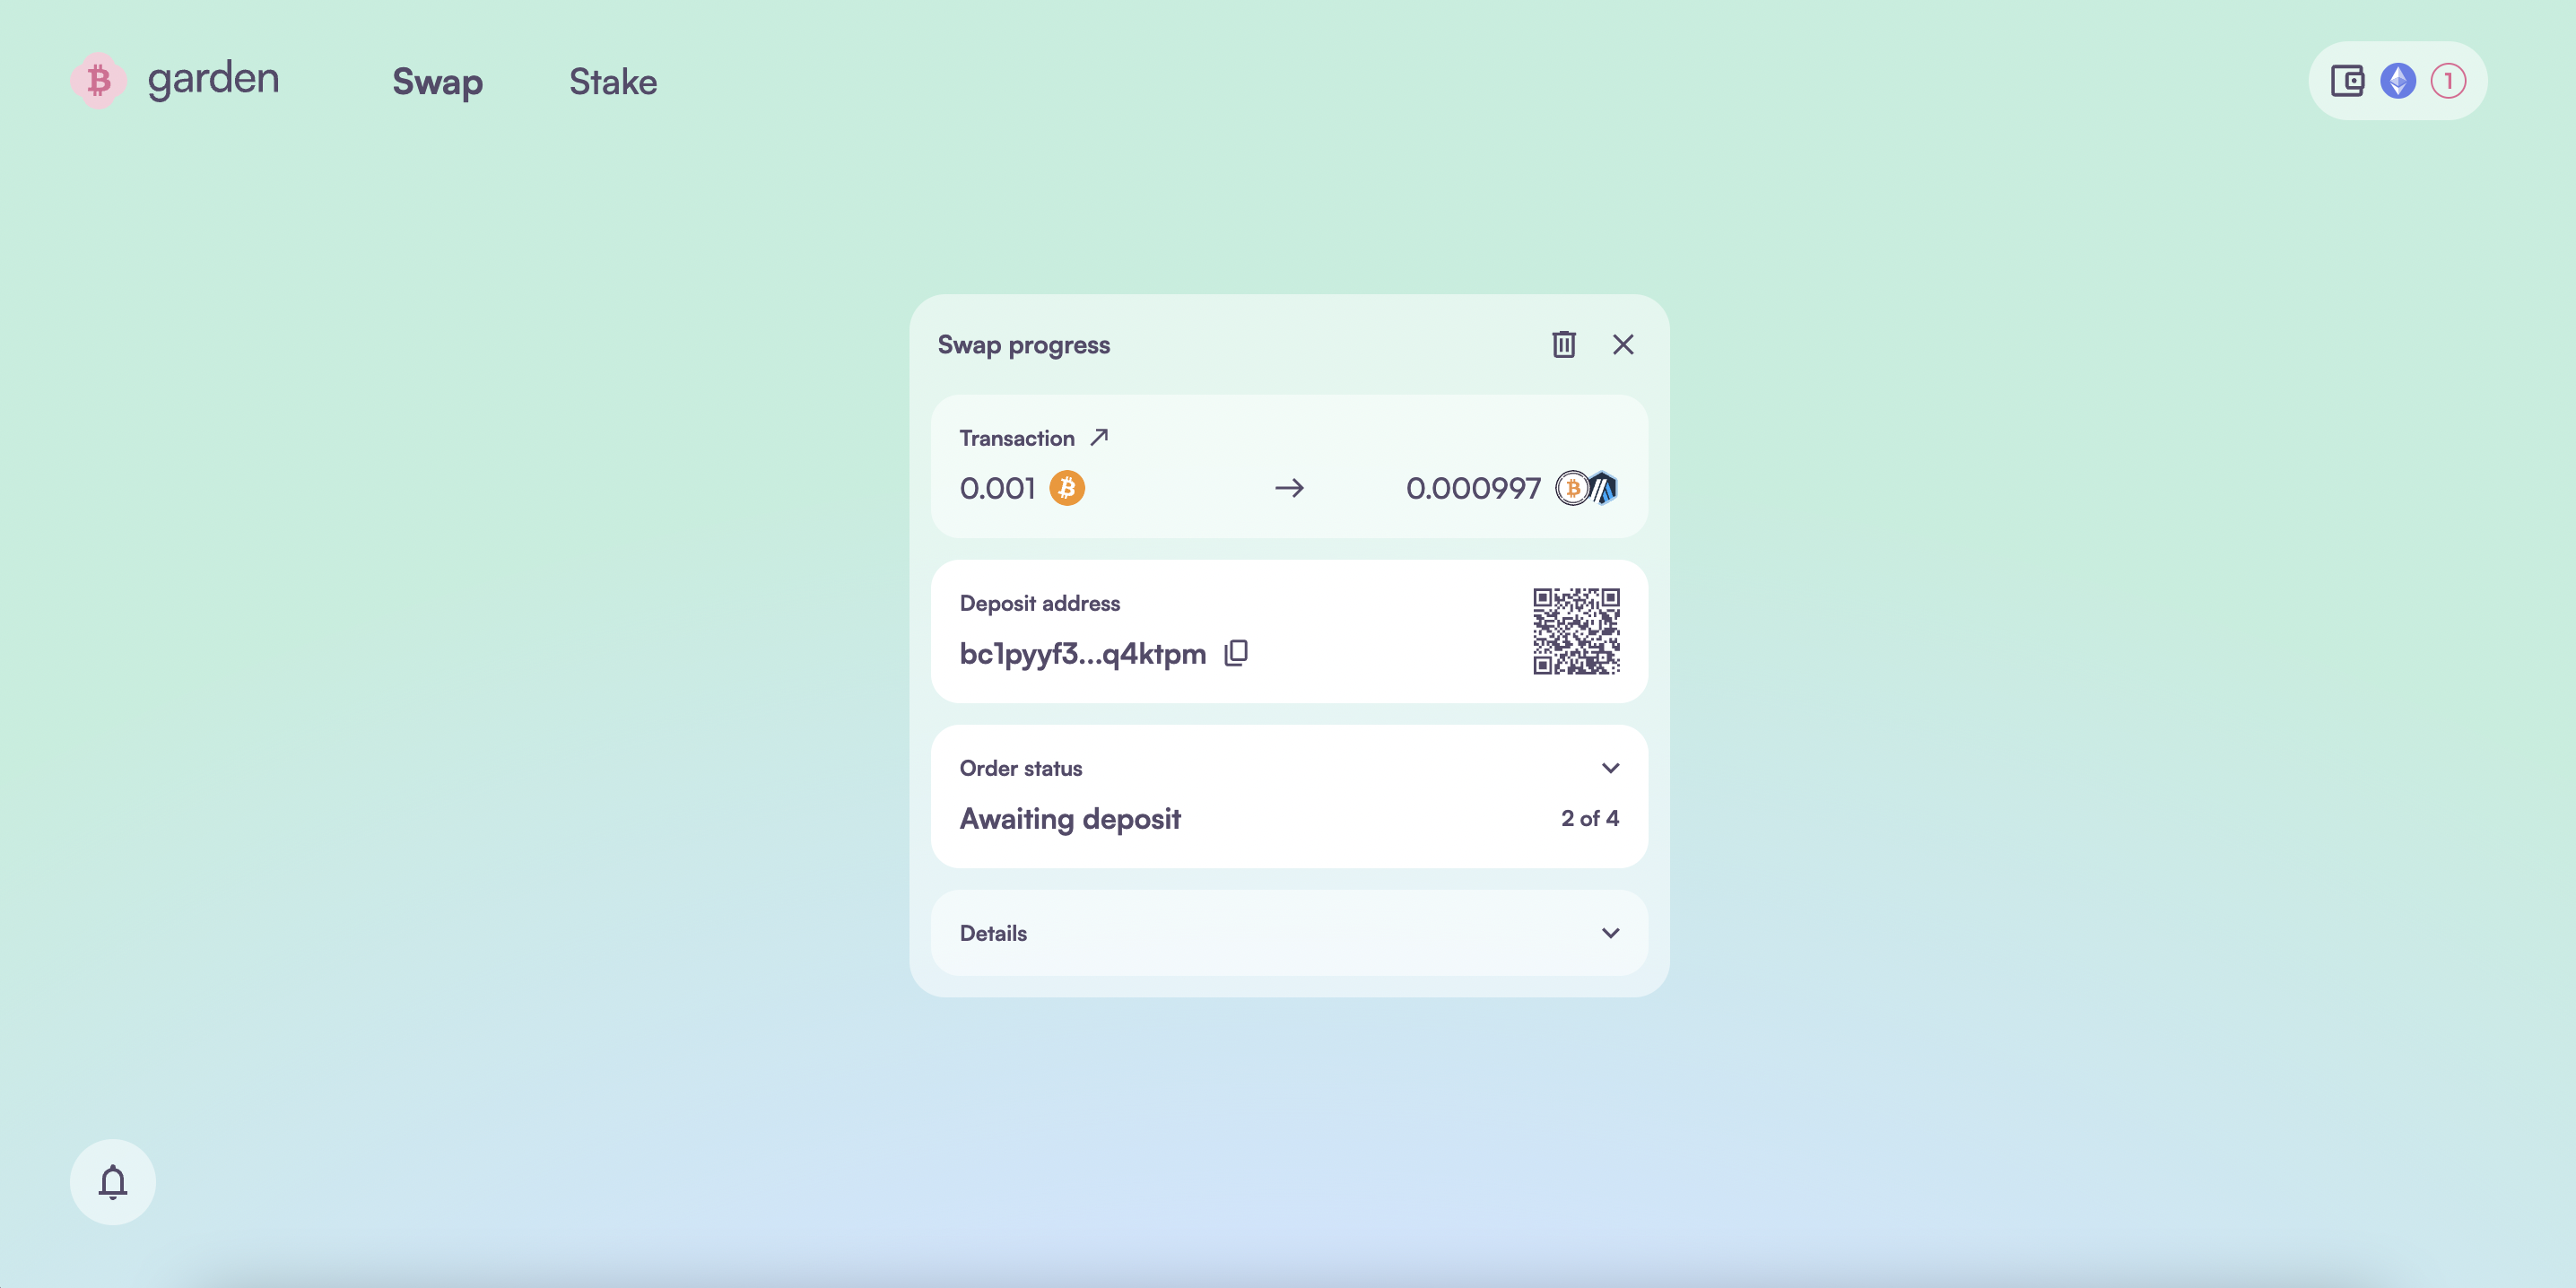 garden
Swap
Stake
1
Swap progress
Transaction
0.001
0.000997
Deposit address
bc1pyyf3...q4ktpm
Order status
Awaiting deposit
2 of 4
Details